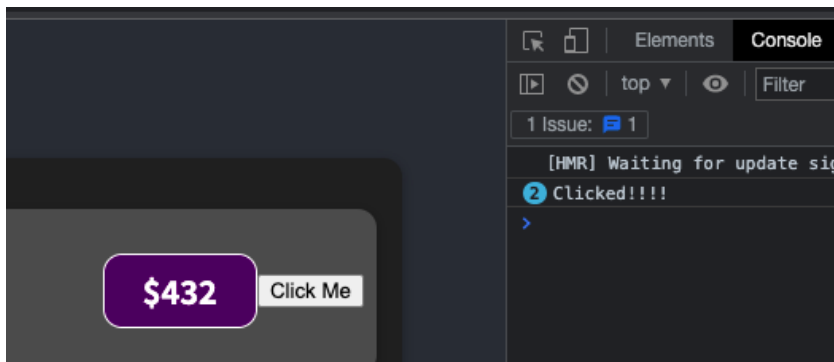 Elements Console
top ▼ Filter
1 Issue: 1
[HMR] Waiting for update sig
2 Clicked!!!!
>
$432 Click Me